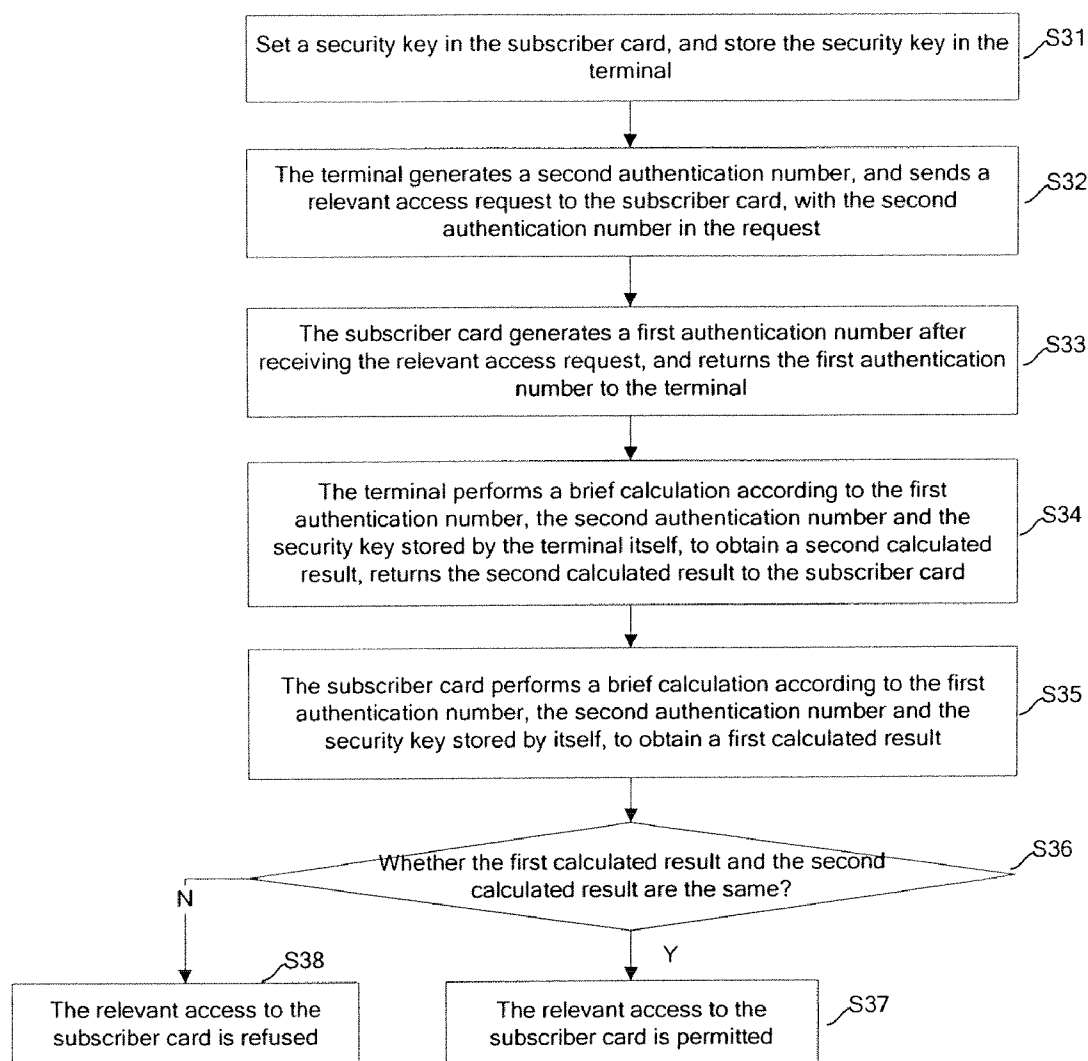 Set a security key in the subscriber card, and store the security key in the
terminal
S31
The terminal generates a second authentication number, and sends a
relevant access request to the subscriber card, with the second
authentication number in the request
S32
The subscriber card generates a first authentication number after
receiving the relevant access request, and returns the first authentication
number to the terminal
S33
The terminal performs a brief calculation according to the first
authentication number, the second authentication number and the
security key stored by the terminal itself, to obtain a second calculated
result, returns the second calculated result to the subscriber card
S34
The subscriber card performs a brief calculation according to the first
authentication number, the second authentication number and the
security key stored by itself, to obtain a first calculated result
S35
Whether the first calculated result and the second
calculated result are the same?
S36
N
Y
S38
The relevant access to the
subscriber card is refused
The relevant access to the
subscriber card is permitted
S37